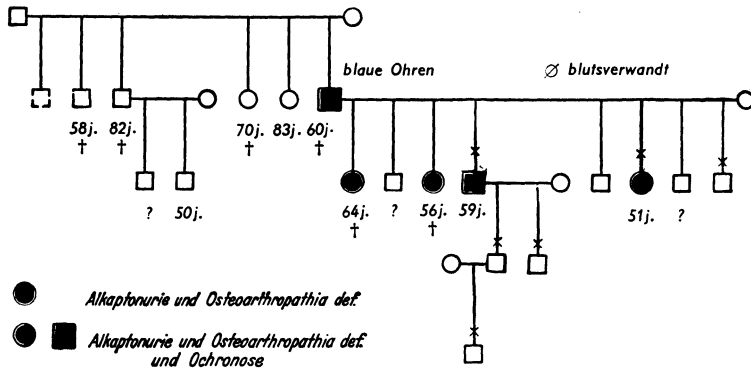 blaue Ohren
∅ blutsverwandt
58j. 82j. 70j. 83j. 60j.
† † † †
? 50j. 64j. ? 56j. 59j. 51j. ?
† †
Alkaptonurie und Osteoarthropathia def.
Alkaptonurie und Osteoarthropathia def.
und Ochronose